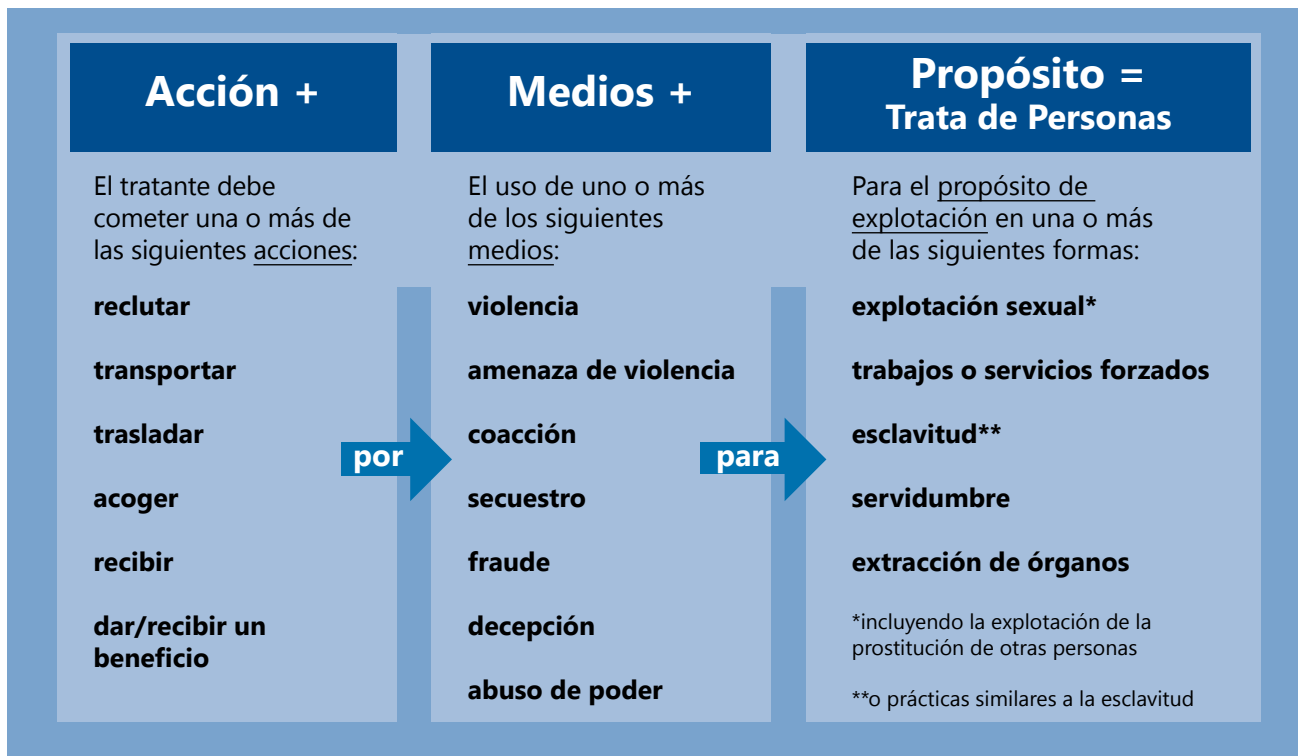 Acción +
El tratante debe
cometer una o más de
las siguientes acciones:
reclutar
transportar
trasladar
acoger
recibir
dar/recibir un
beneficio
por
Medios +
El uso de uno o más
de los siguientes
medios:
violencia
amenaza de violencia
coacción
secuestro
fraude
decepción
abuso de poder
para
Propósito =
Trata de Personas
Para el propósito de
explotación en una o más
de las siguientes formas:
explotación sexual*
trabajos o servicios forzados
esclavitud**
servidumbre
extracción de órganos
*incluyendo la explotación de la
prostitución de otras personas
**o prácticas similares a la esclavitud